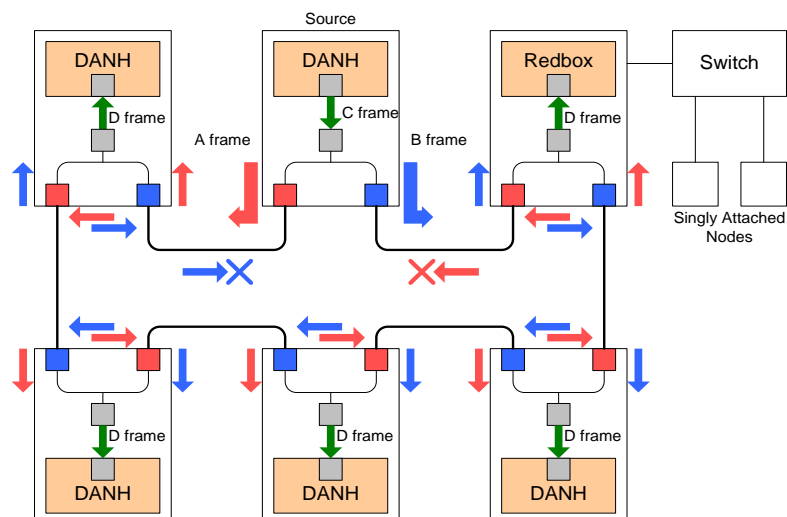 Source
DANH
DANH
Redbox
Switch
D frame
C frame
D frame
A frame
B frame
Singly Attached
Nodes
D frame
D frame
D frame
DANH
DANH
DANH